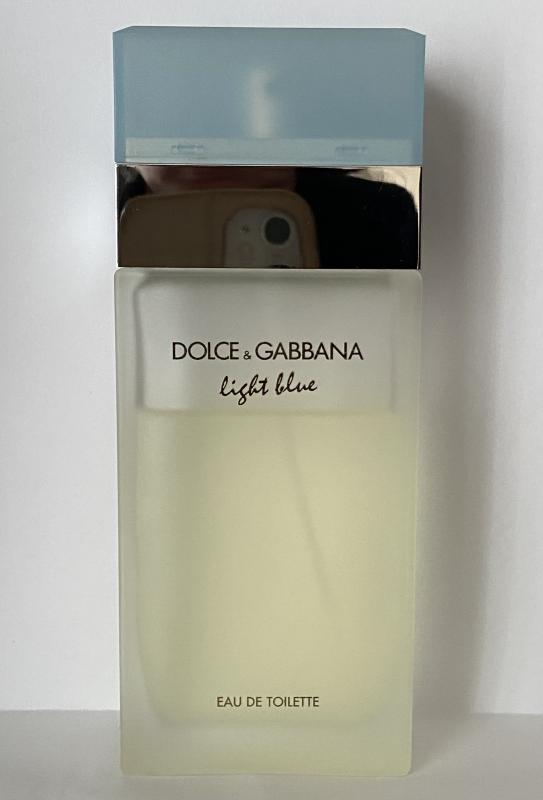 DOLCE & GABBANA
light blue
EAU DE TOILETTE